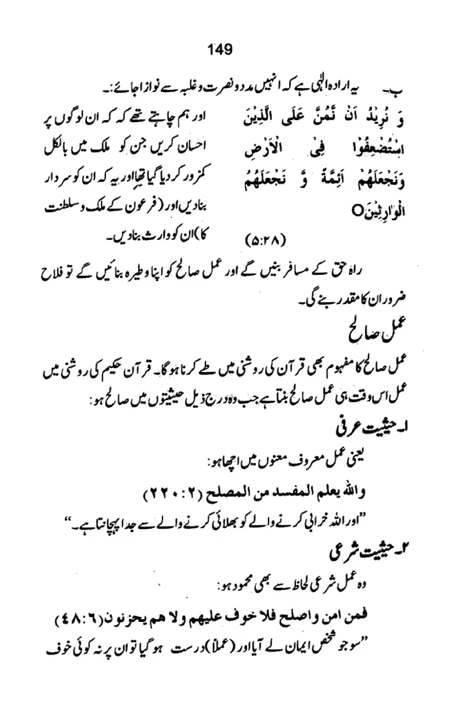 149
ب۔ یہ ارادہ الٰہی ہے کہ انہیں مدد و نصرت و غلبہ سے نوازا جائے:۔
وَ نُرِیْدُ اَنْ نَّمُنَّ عَلَی الَّذِیْنَ
اسْتُضْعِفُوْا فِی الْاَرْضِ
وَنَجْعَلَهُمْ اَئِمَّةً وَّ نَجْعَلَهُمُ
الْوَارِثِیْنَO
(۵:۲۸)
اور ہم چاہتے تھے کہ کہ ان لوگوں پر
احسان کریں جن کو ملک میں بالکل
کمزور کردیا گیا تھا اور یہ کہ ان کو سردار
بنادیں اور (فرعون کے ملک و سلطنت
کا) ان کو وارث بنادیں۔
راہ حق کے مسافر بنیں گے اور عمل صالح کو اپنا وطیرہ بنائیں گے تو فلاح
ضرور ان کا مقدر بنے گی۔
عمل صالح
عمل صالح کا مفہوم بھی قرآن کی روشنی میں طے کرنا ہوگا۔ قرآن حکیم کی روشنی میں
عمل اس وقت ہی عمل صالح بنتا ہے جب وہ درج ذیل حیثیتوں میں صالح ہو:
۱۔ حیثیت عرفی
یعنی عمل معروف معنوں میں اچھا ہو:
والله یعلم المفسد من المصلح (۲:۲۲۰)
’’اور اللہ خرابی کرنے والے کو بھلائی کرنے والے سے جدا پہچانتا ہے۔‘‘
۲۔ حیثیت شرعی
وہ عمل شرعی لحاظ سے بھی محمود ہو:
فمن امن واصلح فلا خوف علیهم ولا هم یحزنون (۶:۴۸)
’’سو جو شخص ایمان لے آیا اور (عملاً) درست ہو گیا تو ان پر نہ کوئی خوف